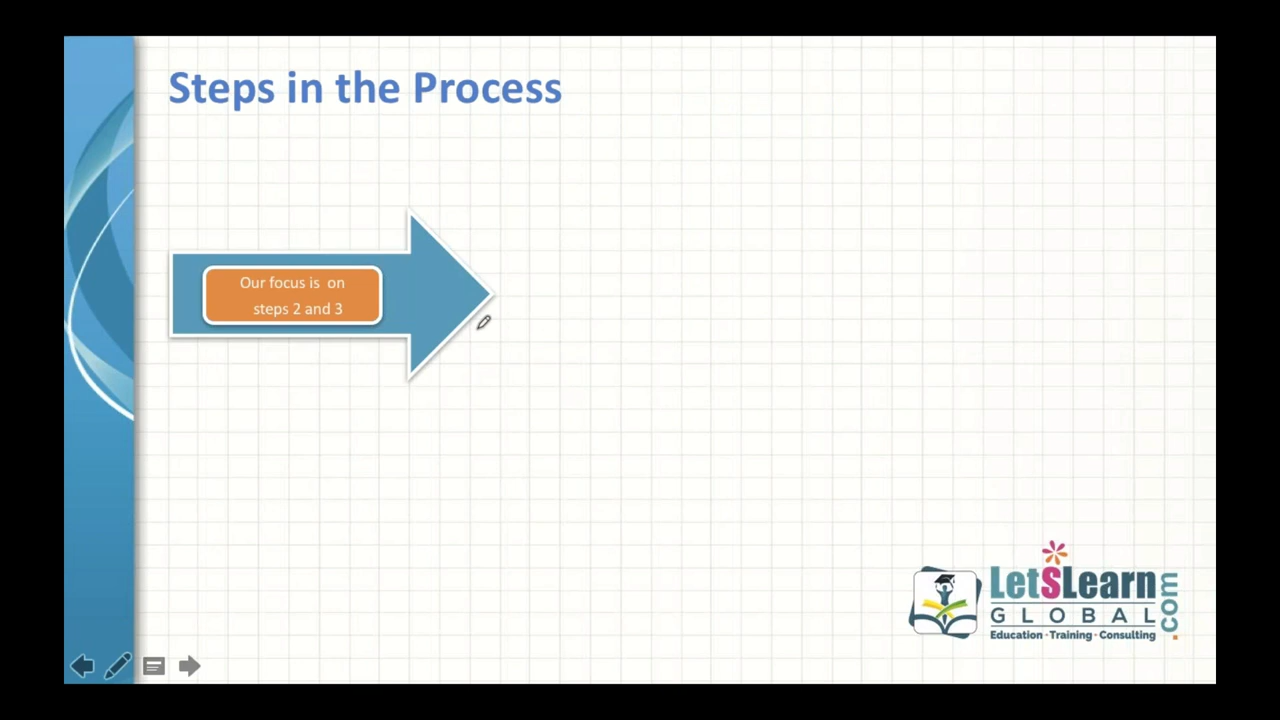 Steps in the Process
Our focus is on
steps 2 and 3
LetSLearn
GLOBAL
.com
Education · Training · Consulting